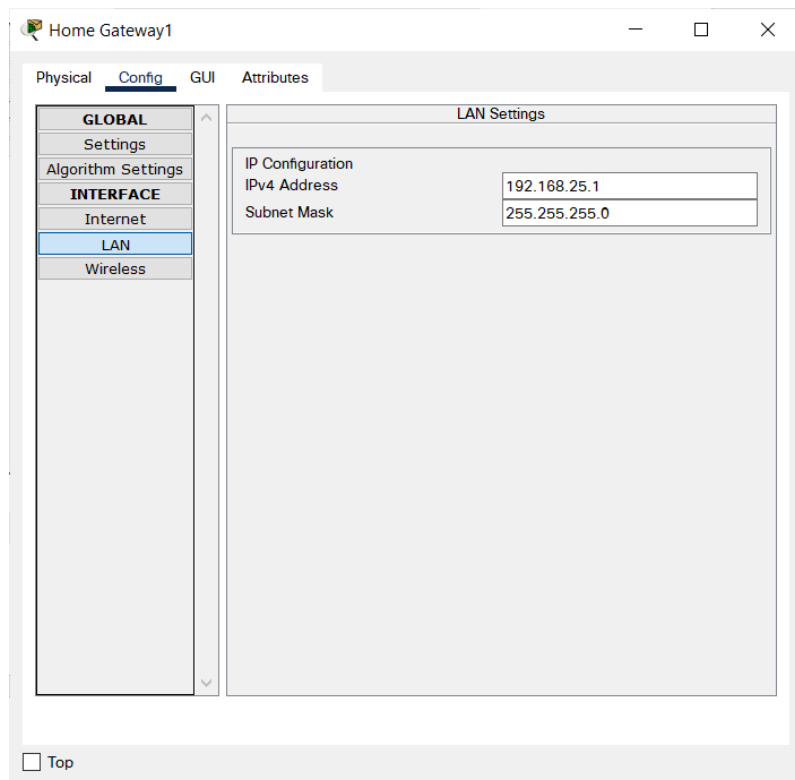 Home Gateway1
Physical Config GUI Attributes
GLOBAL
Settings
Algorithm Settings
INTERFACE
Internet
LAN
Wireless
LAN Settings
IP Configuration
IPv4 Address 192.168.25.1
Subnet Mask 255.255.255.0
Top